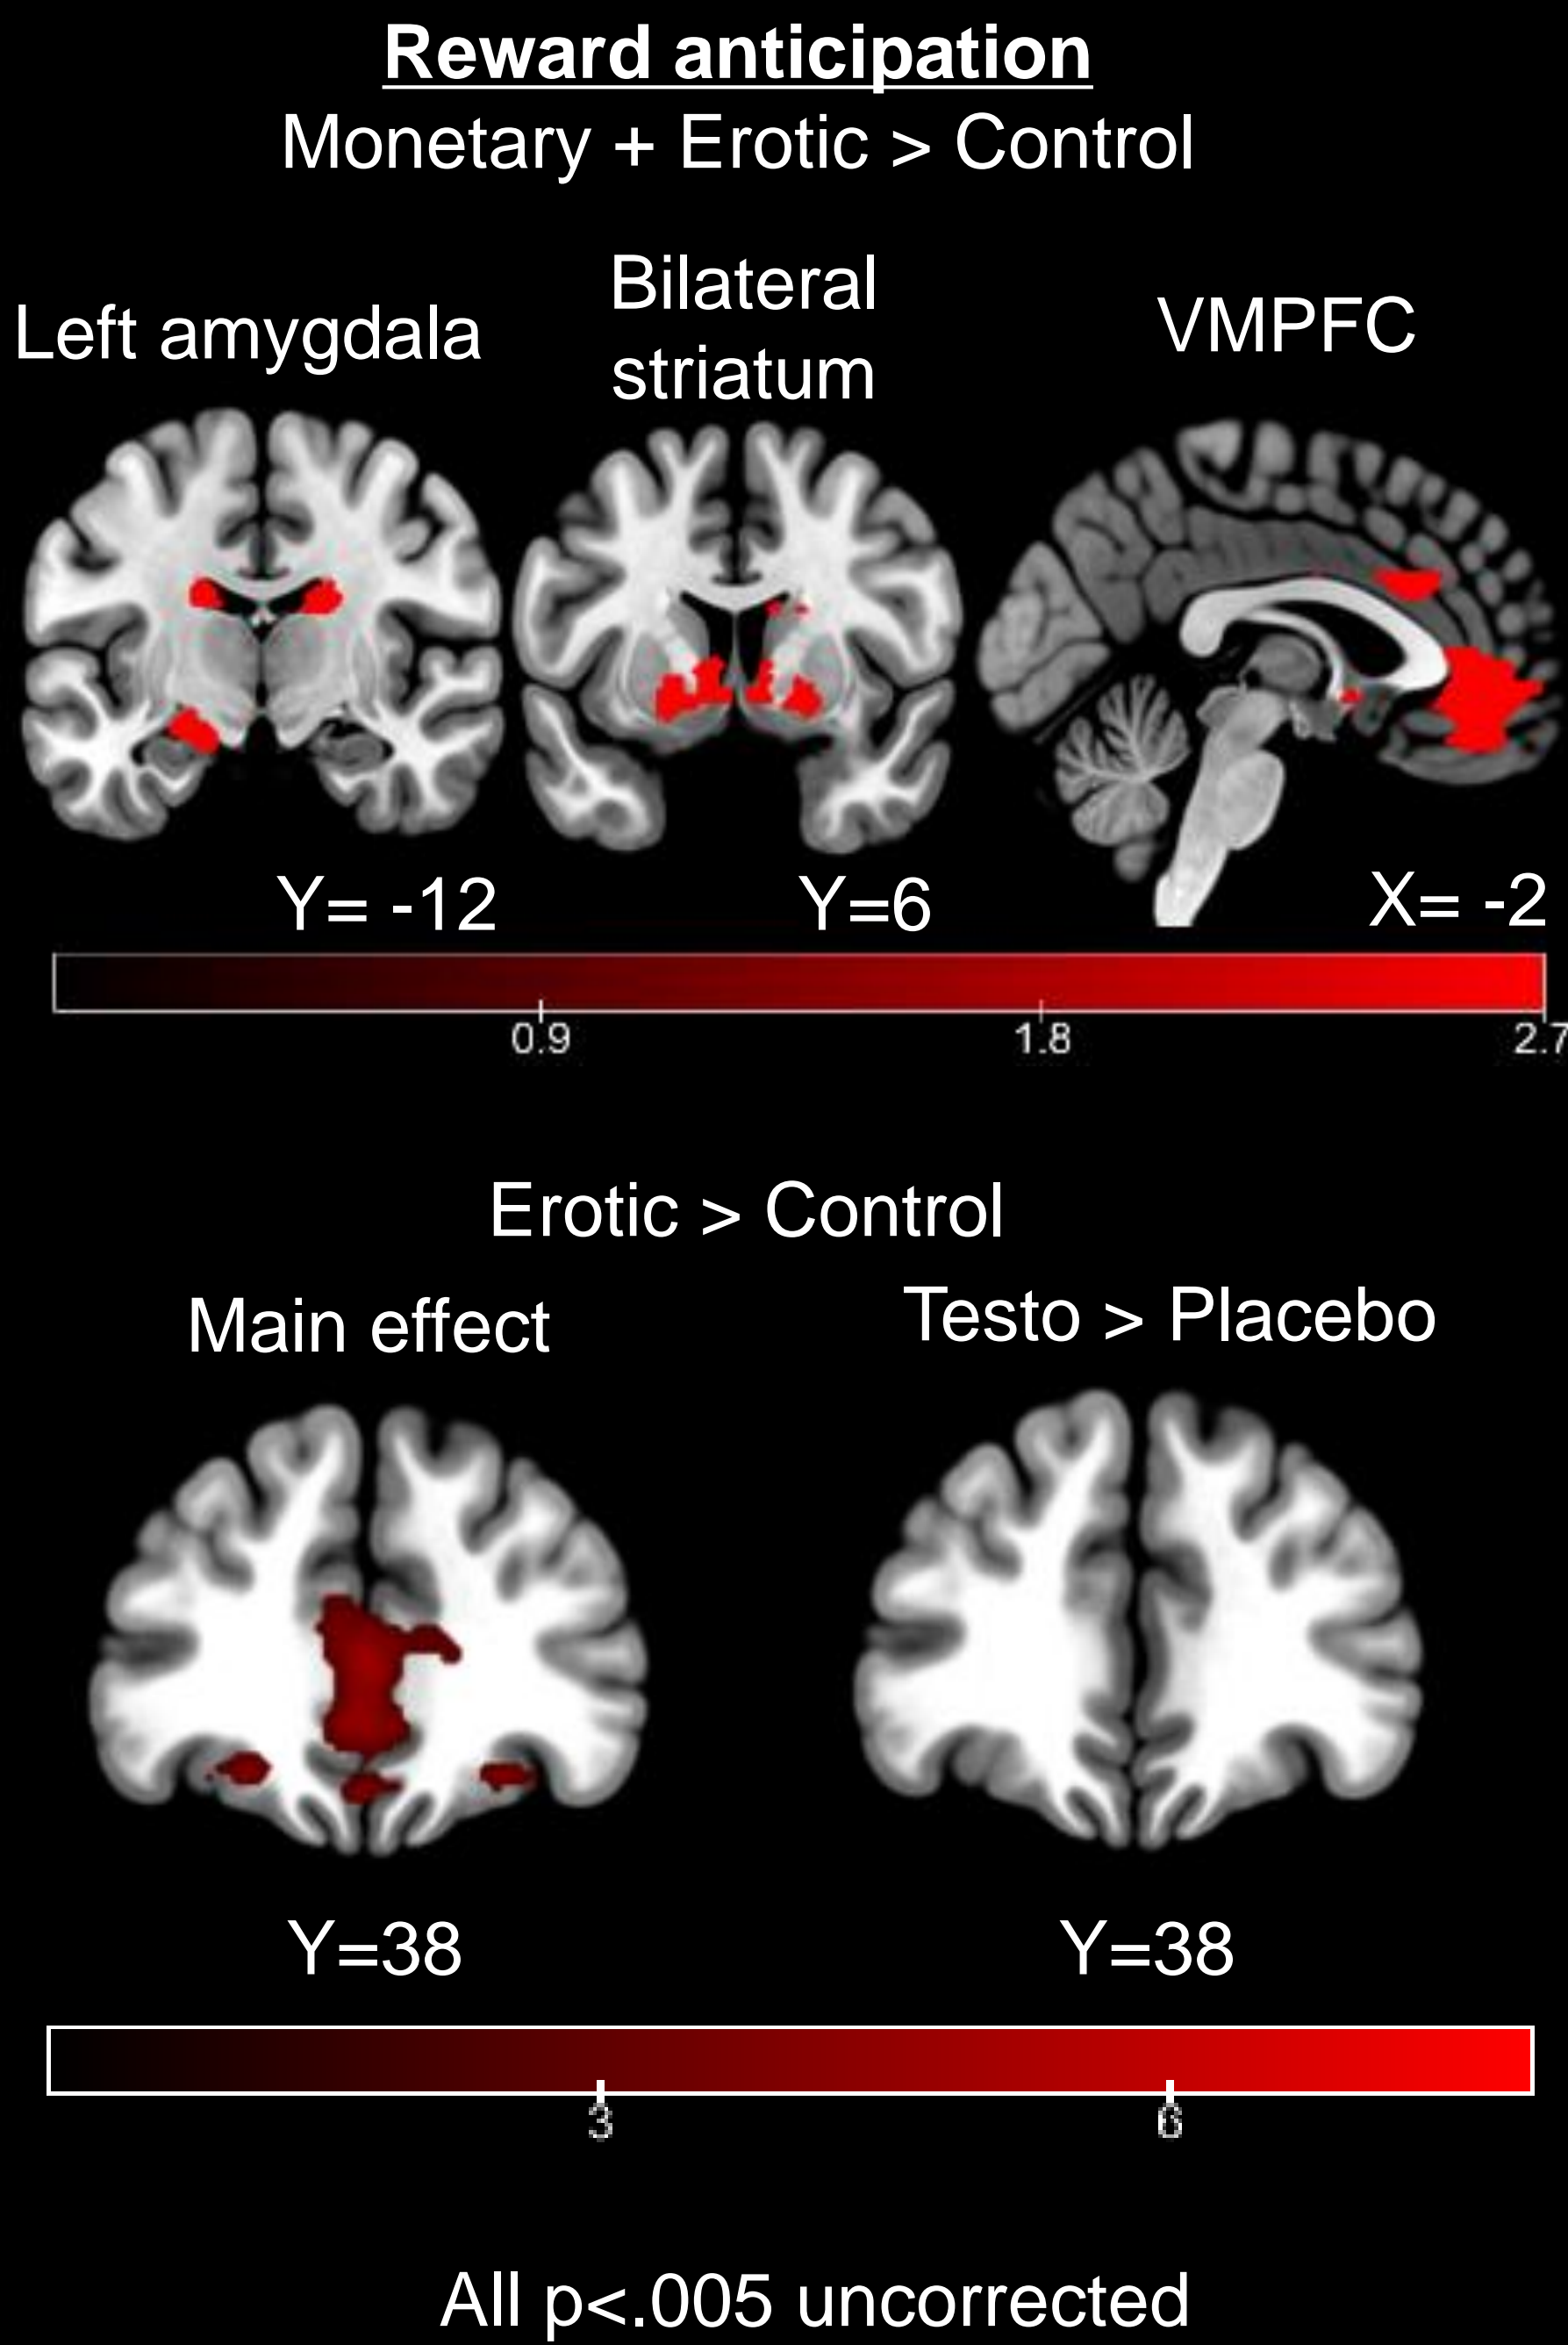 Reward anticipation
Monetary + Erotic > Control
Left amygdala
Bilateral
striatum
VMPFC
Y= -12
Y=6
X= -2
0.9
1.8
2.7
Erotic > Control
Main effect
Testo > Placebo
Y=38
Y=38
3
6
All p<.005 uncorrected